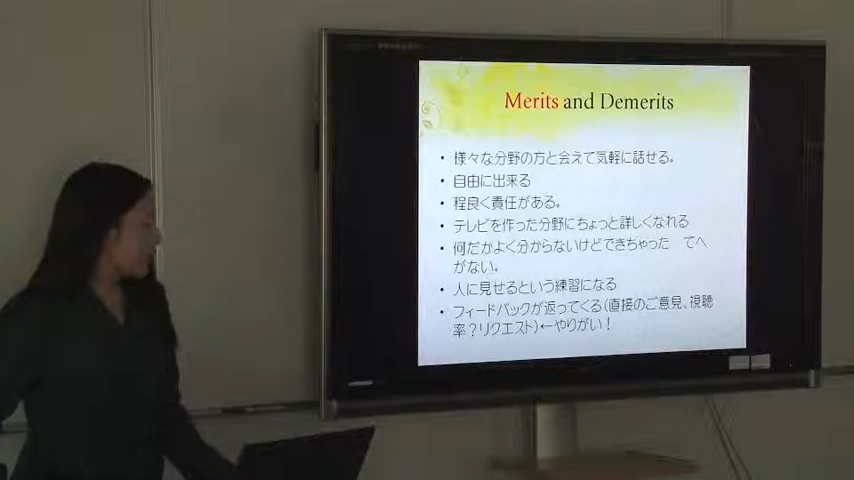 Merits and Demerits
・ 様々な分野の方と会えて気軽に話せる。
・ 自由に出来る
・ 程良く責任がある。
・ テレビを作った分野にちょっと詳しくなれる
・ 何だかよく分からないけどできちゃった　てへ
がない。
・ 人に見せるという練習になる
・ フィードバックが返ってくる(直接のご意見、視聴
率？リクエスト)←やりがい！